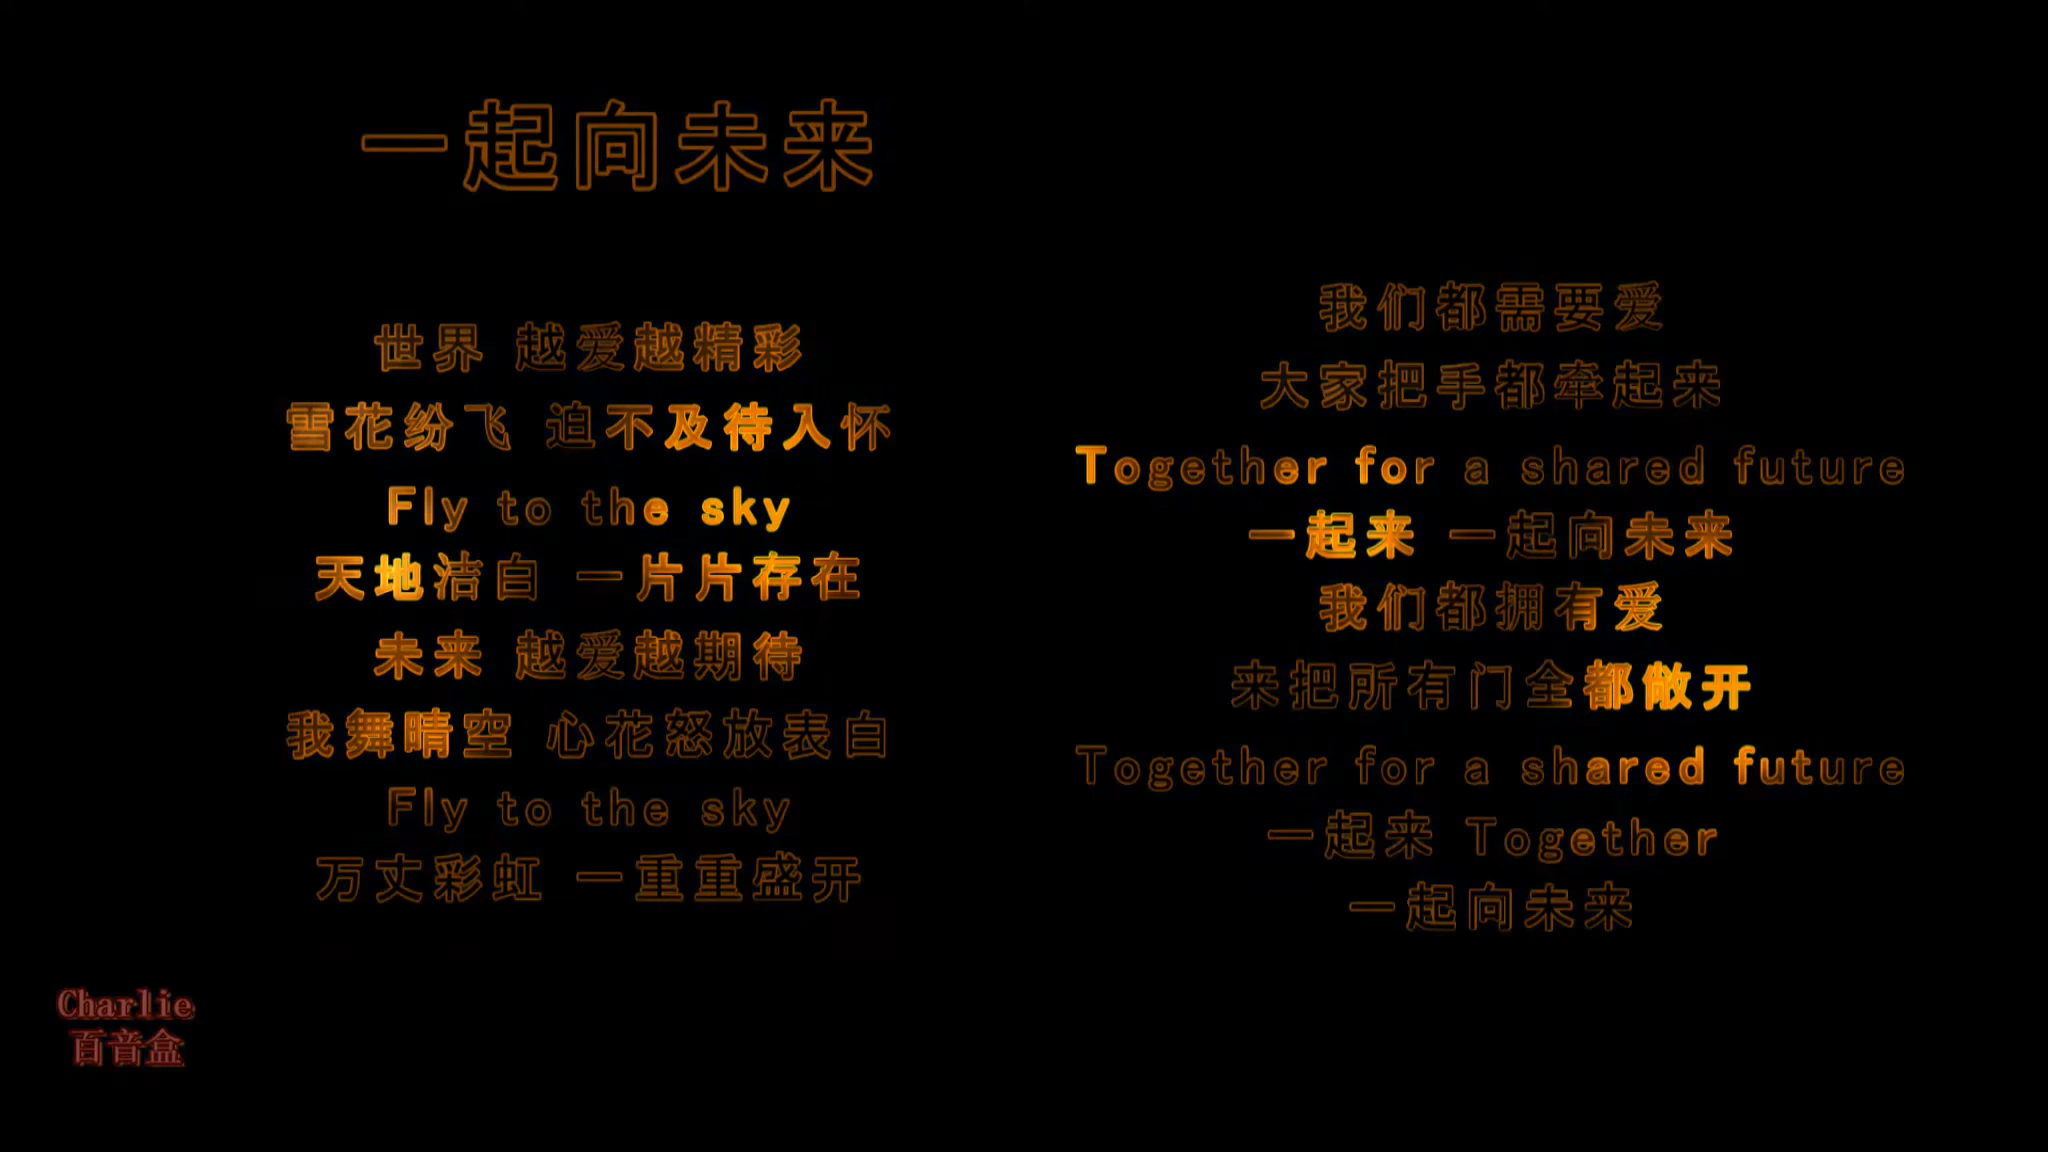 一起向未来
世界 越爱越精彩
雪花纷飞 迫不及待入怀
Fly to the sky
天地洁白 一片片存在
未来 越爱越期待
我舞晴空 心花怒放表白
Fly to the sky
万丈彩虹 一重重盛开
我们都需要爱
大家把手都牵起来
Together for a shared future
一起来 一起向未来
我们都拥有爱
来把所有门全都敞开
Together for a shared future
一起来 Together
一起向未来
Charlie
百音盒